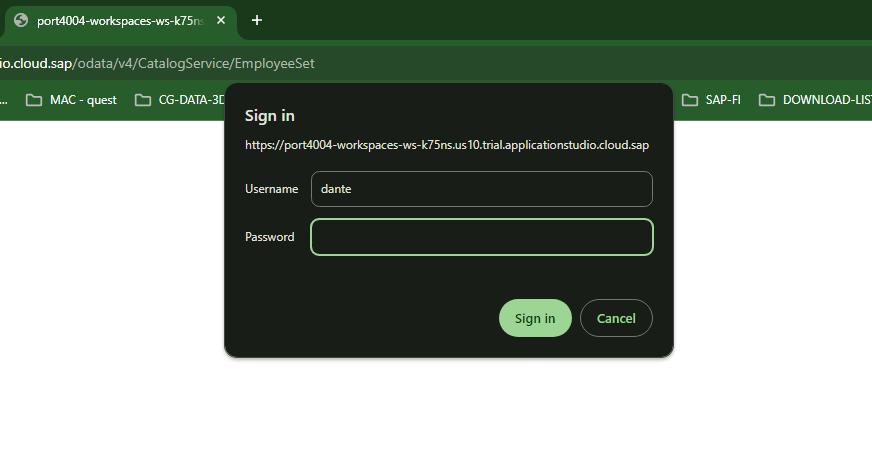 port4004-workspaces-ws-k75ns
io.cloud.sap/odata/v4/CatalogService/EmployeeSet
... MAC - quest CG-DATA-3D SAP-FI DOWNLOAD-LIS
Sign in
https://port4004-workspaces-ws-k75ns.us10.trial.applicationstudio.cloud.sap
Username dante
Password
Sign in Cancel